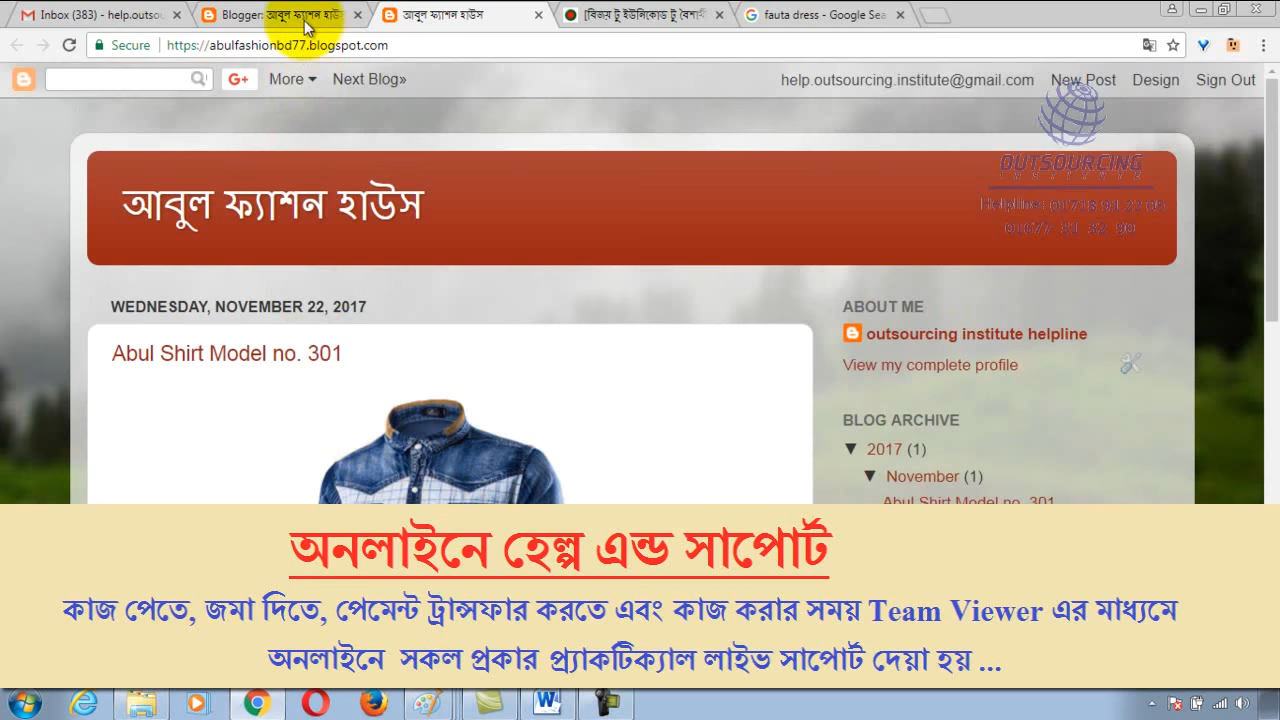 Inbox (383) - help.outsou
Blogger: আবুল ফ্যাশন হাউ
আবুল ফ্যাশন হাউস
[বিজয় টু ইউনিকোড টু বৈশাখী
fauta dress - Google Sea
Secure
https://abulfashionbd77.blogspot.com
G+
More
Next Blog»
help.outsourcing.institute@gmail.com
New Post
Design
Sign Out
আবুল ফ্যাশন হাউস
OUTSOURCING
INSTITUTE
Helpline:
WEDNESDAY, NOVEMBER 22, 2017
Abul Shirt Model no. 301
ABOUT ME
outsourcing institute helpline
View my complete profile
BLOG ARCHIVE
▼ 2017 (1)
▼ November (1)
Abul Shirt Model no. 301
অনলাইনে হেল্প এন্ড সাপোর্ট
কাজ পেতে, জমা দিতে, পেমেন্ট ট্রান্সফার করতে এবং কাজ করার সময় Team Viewer এর মাধ্যমে
অনলাইনে সকল প্রকার প্র্যাকটিক্যাল লাইভ সাপোর্ট দেয়া হয় ...